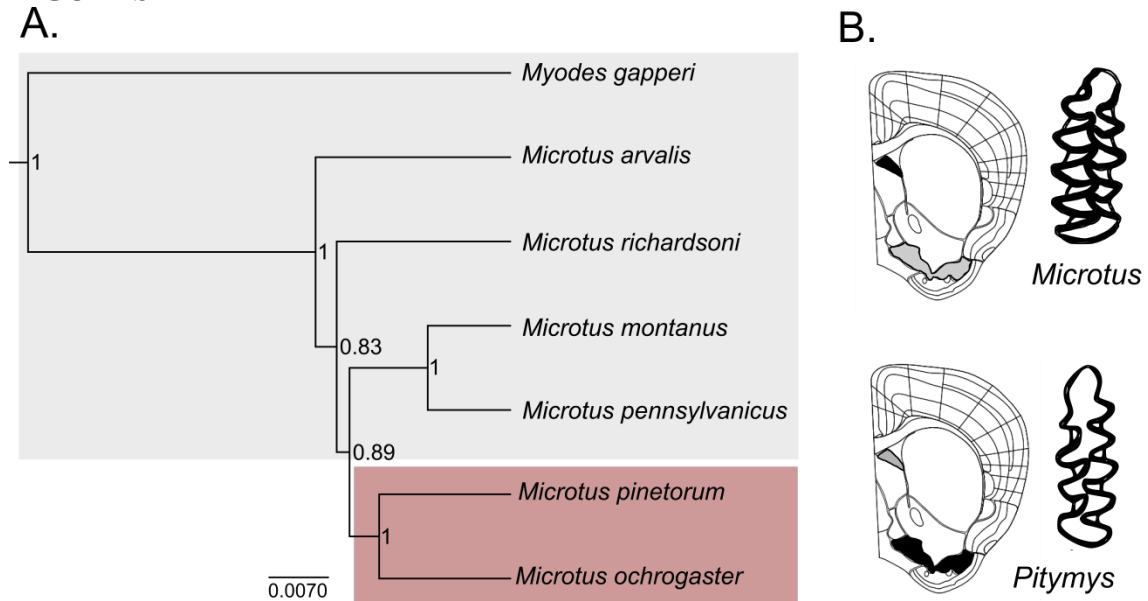 A.
B.
Myodes gapperi
Microtus arvalis
Microtus richardsoni
Microtus montanus
Microtus pennsylvanicus
Microtus pinetorum
Microtus ochrogaster
1
1
0.83
1
0.89
1
0.0070
Microtus
Pitymys